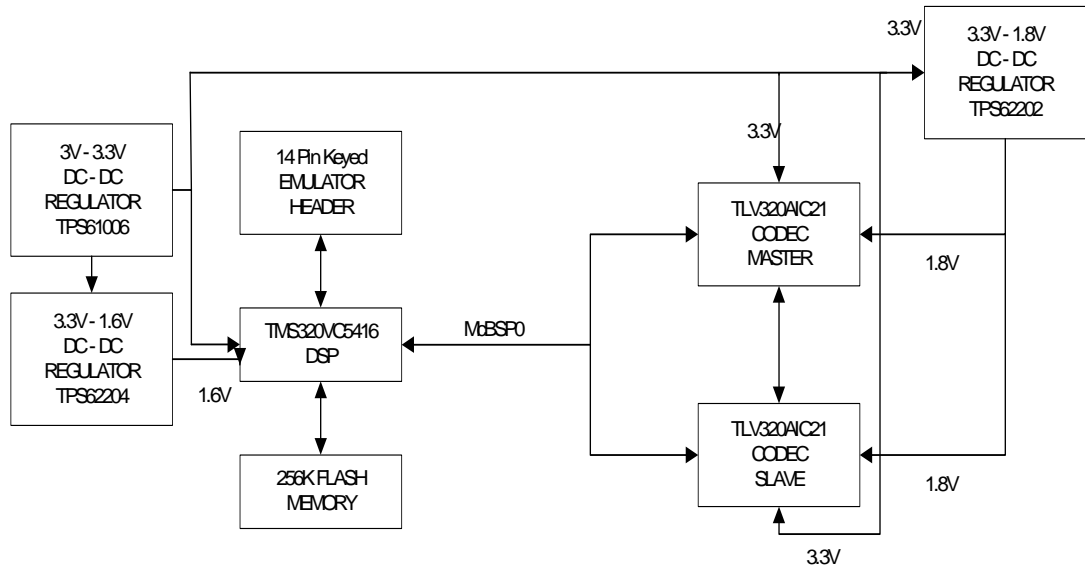 3.3V
3.3V - 1.8V
DC - DC
REGULATOR
TPS62202
3V - 3.3V
DC - DC
REGULATOR
TPS61006
14 Pin Keyed
EMULATOR
HEADER
3.3V
TLV320AIC21
CODEC
MASTER
1.8V
3.3V - 1.6V
DC - DC
REGULATOR
TPS62204
1.6V
TMS320VC5416
DSP
McBSP0
TLV320AIC21
CODEC
SLAVE
1.8V
256K FLASH
MEMORY
3.3V